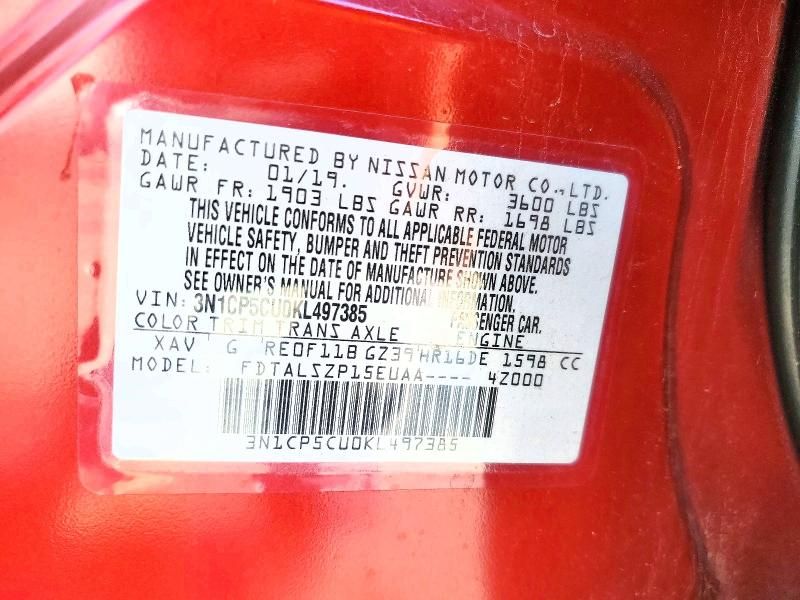 MANUFACTURED BY NISSAN MOTOR CO.,LTD.
DATE: 01/19. GVWR: 3600 LBS
GAWR FR: 1903 LBS GAWR RR: 1698 LBS
THIS VEHICLE CONFORMS TO ALL APPLICABLE FEDERAL MOTOR
VEHICLE SAFETY, BUMPER AND THEFT PREVENTION STANDARDS
IN EFFECT ON THE DATE OF MANUFACTURE SHOWN ABOVE.
SEE OWNER'S MANUAL FOR ADDITIONAL INFORMATION.
VIN: 3N1CP5CU0KL497385 PASSENGER CAR.
COLOR TRIM TRANS AXLE ENGINE
XAV G RE0F11B GZ39 HR16DE 1598 CC
MODEL: FDTALSZP15EUAA---- 4Z000
3N1CP5CU0KL497385